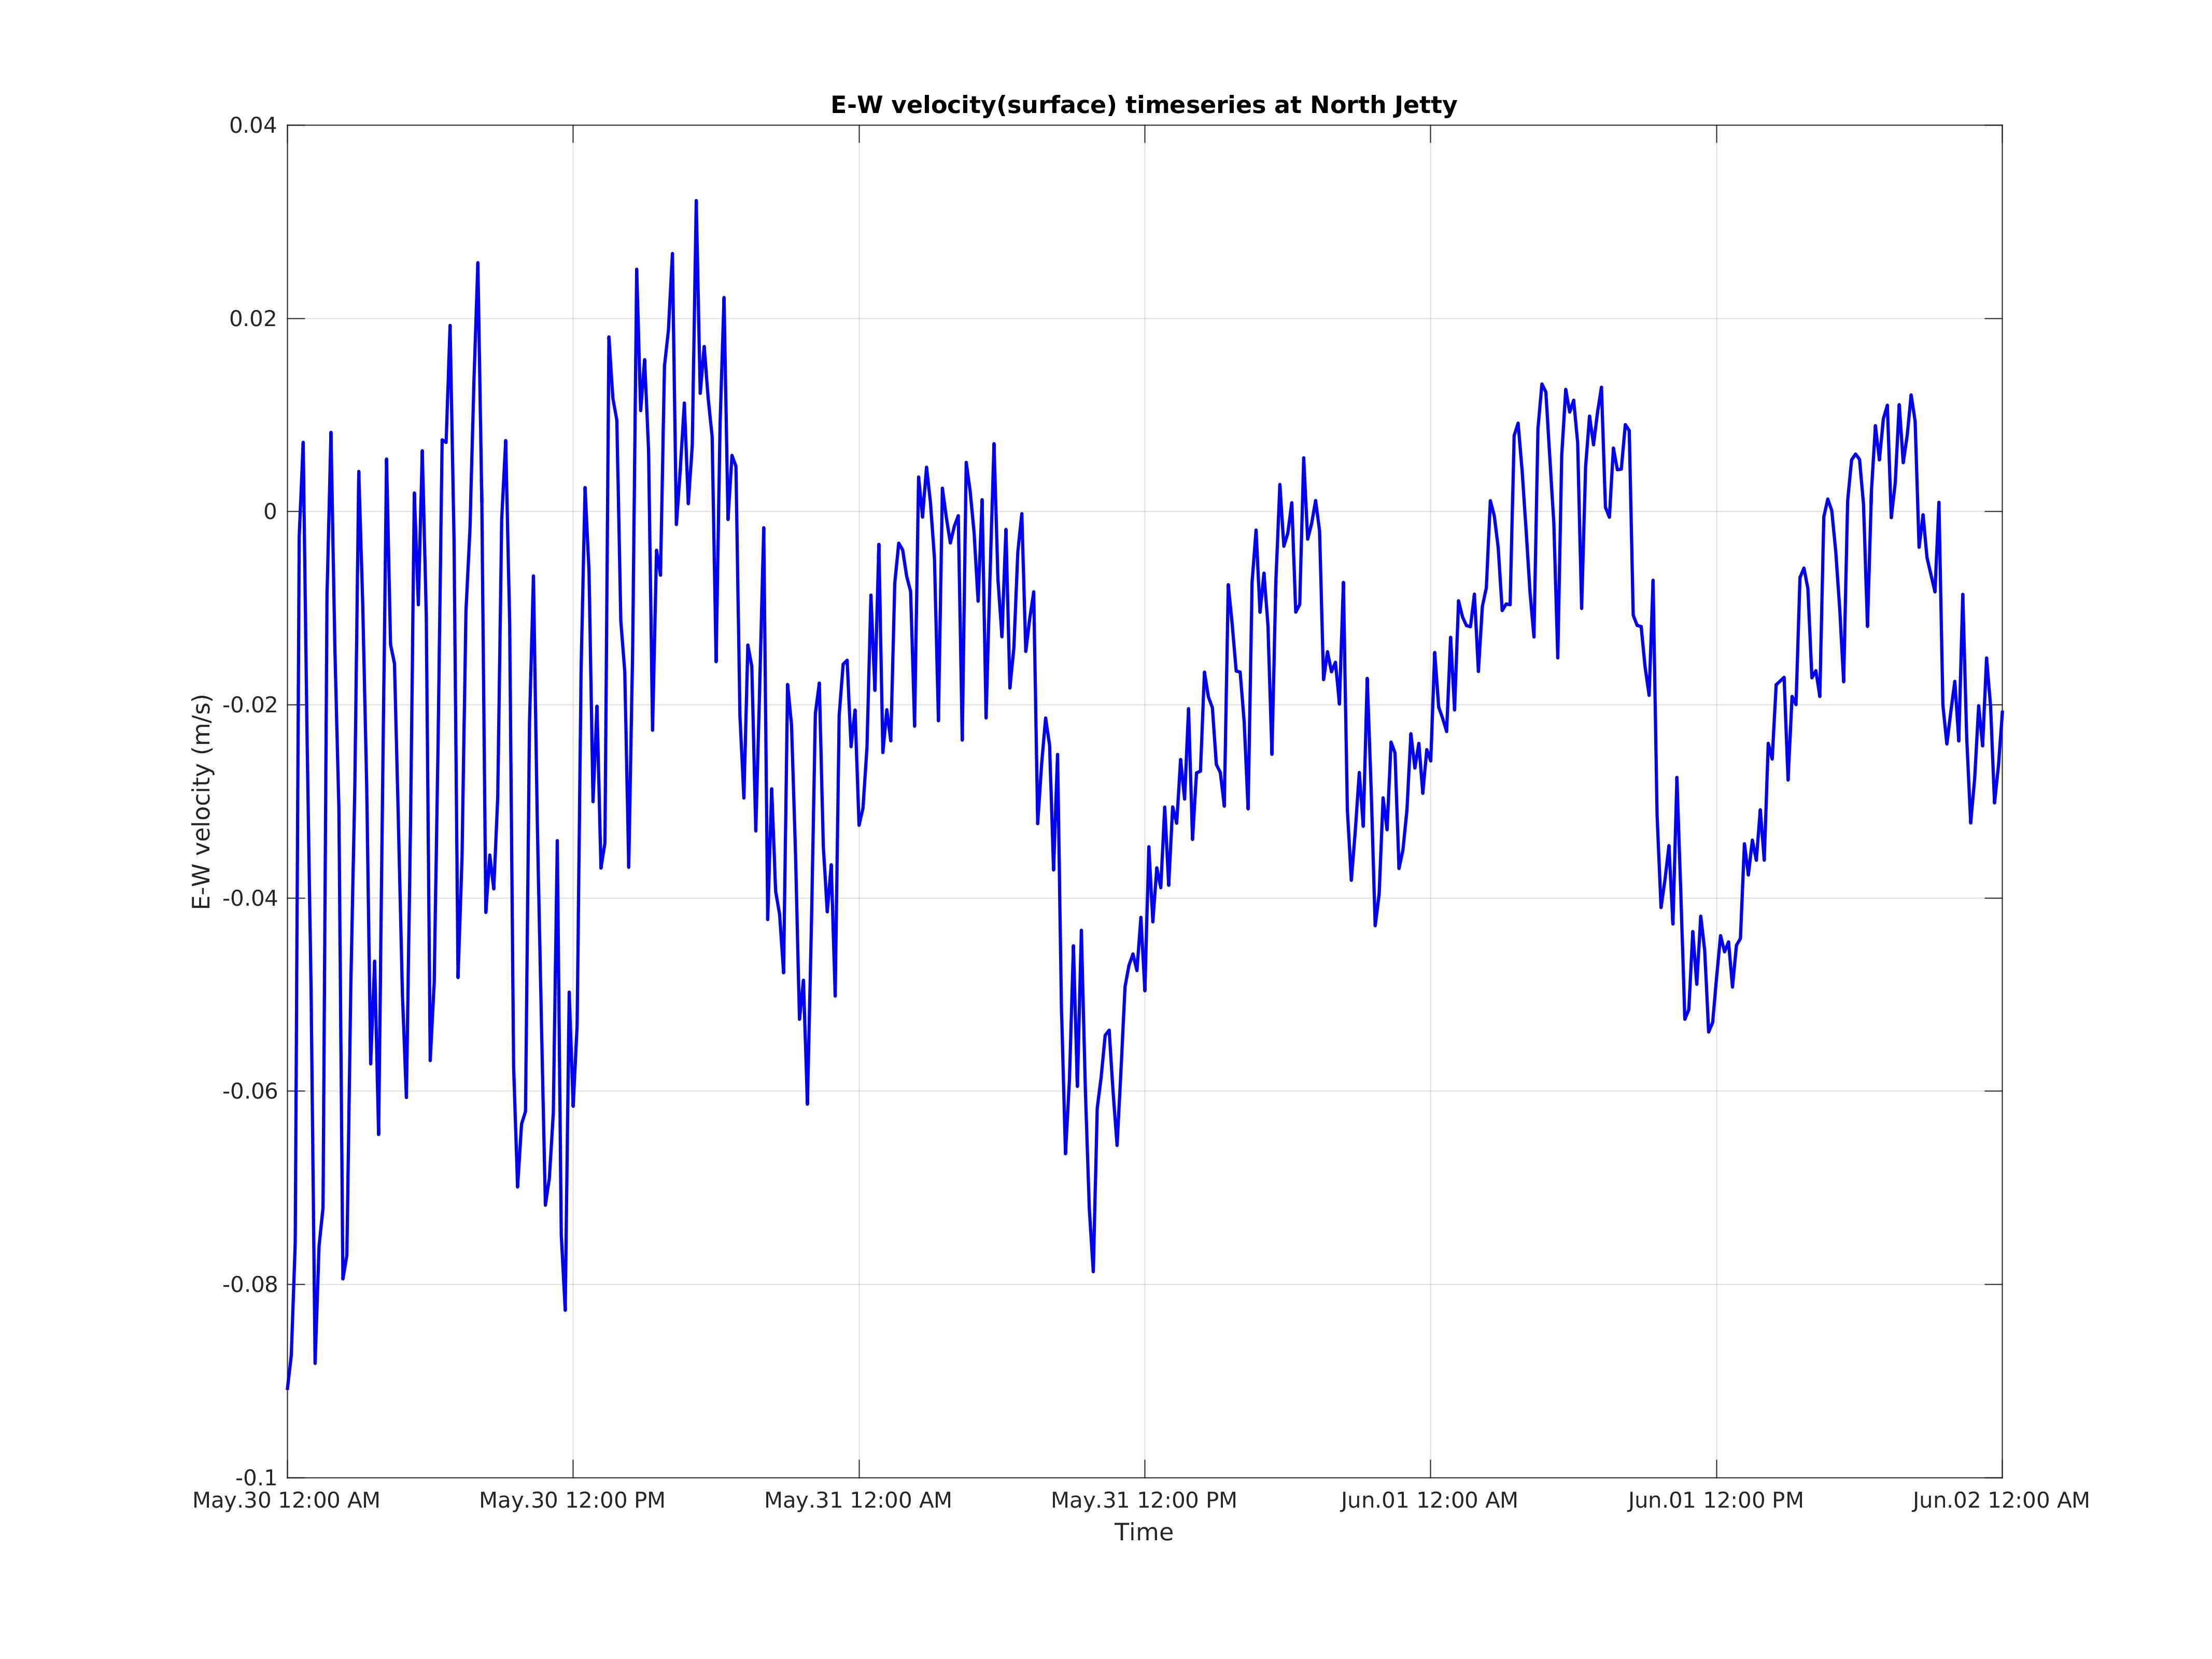 E-W velocity(surface) timeseries at North Jetty
0.04
0.02
0
-0.02
-0.04
-0.06
-0.08
-0.1
E-W velocity (m/s)
May.30 12:00 AM
May.30 12:00 PM
May.31 12:00 AM
May.31 12:00 PM
Jun.01 12:00 AM
Jun.01 12:00 PM
Jun.02 12:00 AM
Time